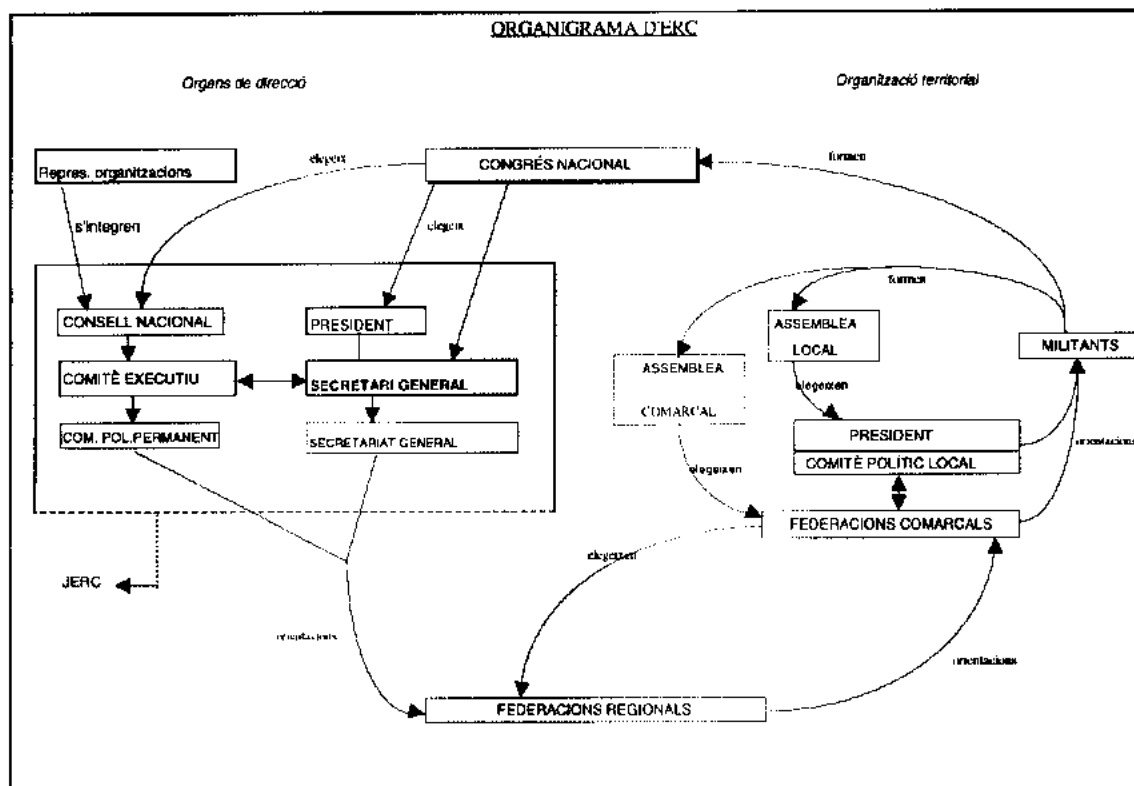 ORGANIGRAMA D'ERC
Organs de direcció
Organització territorial
Repres. organitzacions
elegeix
CONGRÉS NACIONAL
formen
s'integren
elegeix
formen
CONSELL NACIONAL
PRESIDENT
ASSEMBLEA
LOCAL
MILITANTS
COMITÈ EXECUTIU
SECRETARI GENERAL
ASSEMBLEA
COMARCAL
elegeixen
COM. POL.PERMANENT
SECRETARIAT GENERAL
PRESIDENT
orientacions
COMITÈ POLÍTIC LOCAL
elegeixen
FEDERACIONS COMARCALS
elegeixen
JERC
orientacions
orientacions
FEDERACIONS REGIONALS